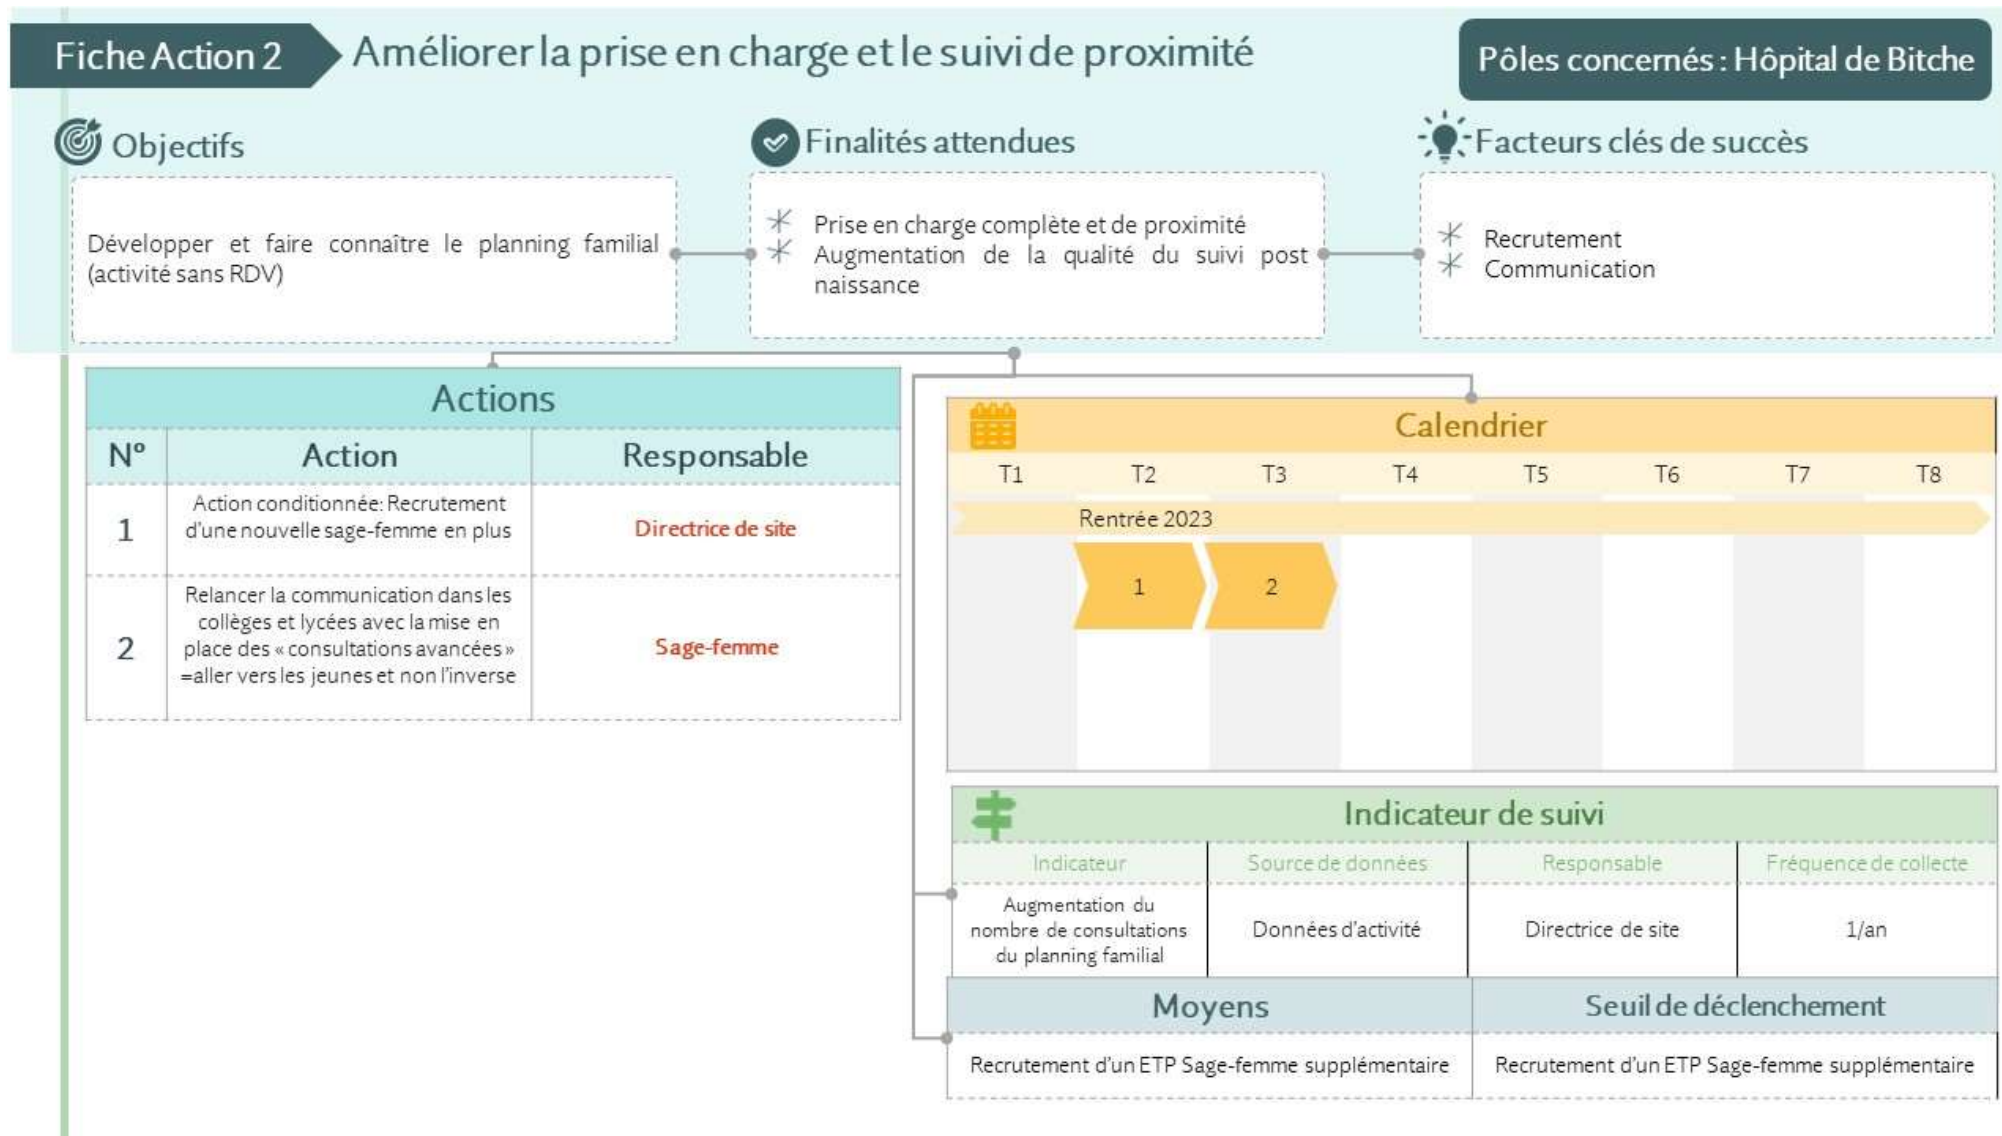 Fiche Action 2
Améliorer la prise en charge et le suivi de proximité
Pôles concernés : Hôpital de Bitche
Objectifs
Développer et faire connaître le planning familial
(activité sans RDV)
Finalités attendues
Prise en charge complète et de proximité
Augmentation de la qualité du suivi post
naissance
Facteurs clés de succès
Recrutement
Communication
Actions
N° Action Responsable
1
Action conditionnée: Recrutement
d'une nouvelle sage-femme en plus
Directrice de site
2
Relancer la communication dans les
collèges et lycées avec la mise en
place des « consultations avancées »
=aller vers les jeunes et non l'inverse
Sage-femme
Calendrier
T1 T2 T3 T4 T5 T6 T7 T8
Rentrée 2023
1 2
Indicateur de suivi
Indicateur Source de données Responsable Fréquence de collecte
Augmentation du
nombre de consultations
du planning familial
Données d'activité
Directrice de site
1/an
Moyens
Seuil de déclenchement
Recrutement d'un ETP Sage-femme supplémentaire
Recrutement d'un ETP Sage-femme supplémentaire